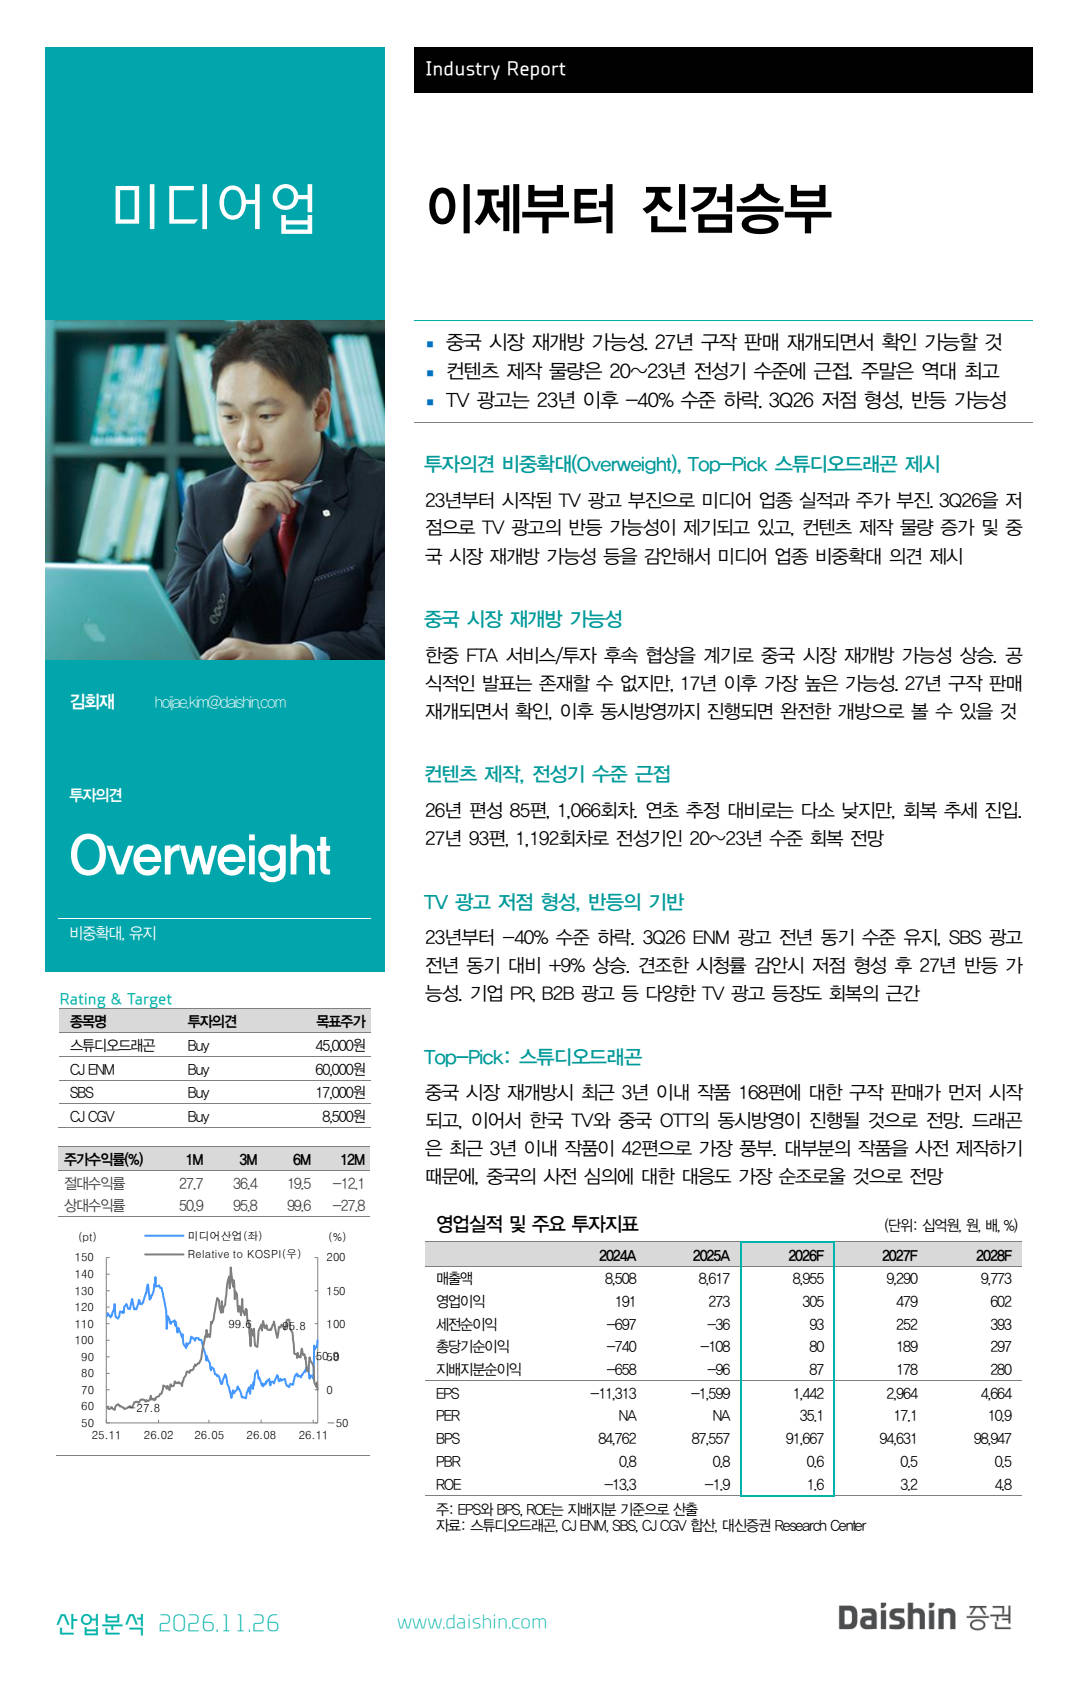 미디어업
Industry Report
이제부터 진검승부
▪ 중국 시장 재개방 가능성. 27년 구작 판매 재개되면서 확인 가능할 것
▪ 컨텐츠 제작 물량은 20~23년 전성기 수준에 근접. 주말은 역대 최고
▪ TV 광고는 23년 이후 -40% 수준 하락. 3Q26 저점 형성, 반등 가능성
투자의견 비중확대(Overweight), Top-Pick 스튜디오드래곤 제시
23년부터 시작된 TV 광고 부진으로 미디어 업종 실적과 주가 부진. 3Q26을 저
점으로 TV 광고의 반등 가능성이 제기되고 있고, 컨텐츠 제작 물량 증가 및 중
국 시장 재개방 가능성 등을 감안해서 미디어 업종 비중확대 의견 제시
중국 시장 재개방 가능성
한중 FTA 서비스/투자 후속 협상을 계기로 중국 시장 재개방 가능성 상승. 공
식적인 발표는 존재할 수 없지만, 17년 이후 가장 높은 가능성. 27년 구작 판매
재개되면서 확인, 이후 동시방영까지 진행되면 완전한 개방으로 볼 수 있을 것
컨텐츠 제작, 전성기 수준 근접
26년 편성 85편, 1,066회차. 연초 추정 대비로는 다소 낮지만, 회복 추세 진입.
27년 93편, 1,192회차로 전성기인 20~23년 수준 회복 전망
TV 광고 저점 형성, 반등의 기반
23년부터 -40% 수준 하락. 3Q26 ENM 광고 전년 동기 수준 유지, SBS 광고
전년 동기 대비 +9% 상승. 견조한 시청률 감안시 저점 형성 후 27년 반등 가
능성. 기업 PR, B2B 광고 등 다양한 TV 광고 등장도 회복의 근간
Top-Pick: 스튜디오드래곤
중국 시장 재개방시 최근 3년 이내 작품 168편에 대한 구작 판매가 먼저 시작
되고, 이어서 한국 TV와 중국 OTT의 동시방영이 진행될 것으로 전망. 드래곤
은 최근 3년 이내 작품이 42편으로 가장 풍부. 대부분의 작품을 사전 제작하기
때문에, 중국의 사전 심의에 대한 대응도 가장 순조로울 것으로 전망
영업실적 및 주요 투자지표 (단위: 십억원, 원, 배, %)
2024A 2025A 2026F 2027F 2028F
매출액 8,508 8,617 8,955 9,290 9,773
영업이익 191 273 305 479 602
세전순이익 -697 -36 93 252 393
총당기순이익 -740 -108 80 189 297
지배지분순이익 -658 -96 87 178 280
EPS -11,313 -1,599 1,442 2,964 4,664
PER NA NA 35.1 17.1 10.9
BPS 84,762 87,557 91,667 94,631 98,947
PBR 0.8 0.8 0.6 0.5 0.5
ROE -13.3 -1.9 1.6 3.2 4.8
주: EPS와 BPS, ROE는 지배지분 기준으로 산출
자료: 스튜디오드래곤, CJ ENM, SBS, CJ CGV 합산, 대신증권 Research Center
김회재 hoijae.kim@daishin.com
투자의견
Overweight
비중확대, 유지
Rating & Target
종목명 투자의견 목표주가
스튜디오드래곤 Buy 45,000원
CJ ENM Buy 60,000원
SBS Buy 17,000원
CJ CGV Buy 8,500원
주가수익률(%) 1M 3M 6M 12M
절대수익률 27.7 36.4 19.5 -12.1
상대수익률 50.9 95.8 99.6 -27.8
(pt) 미디어산업(좌) (%)
Relative to KOSPI(우)
150 200
140
130 150
120
110 99.6 95.8 100
100
90 50.9 50
80
70 0
60 -27.8
50 -50
25.11 26.02 26.05 26.08 26.11
산업분석 2026.11.26
www.daishin.com
Daishin 증권